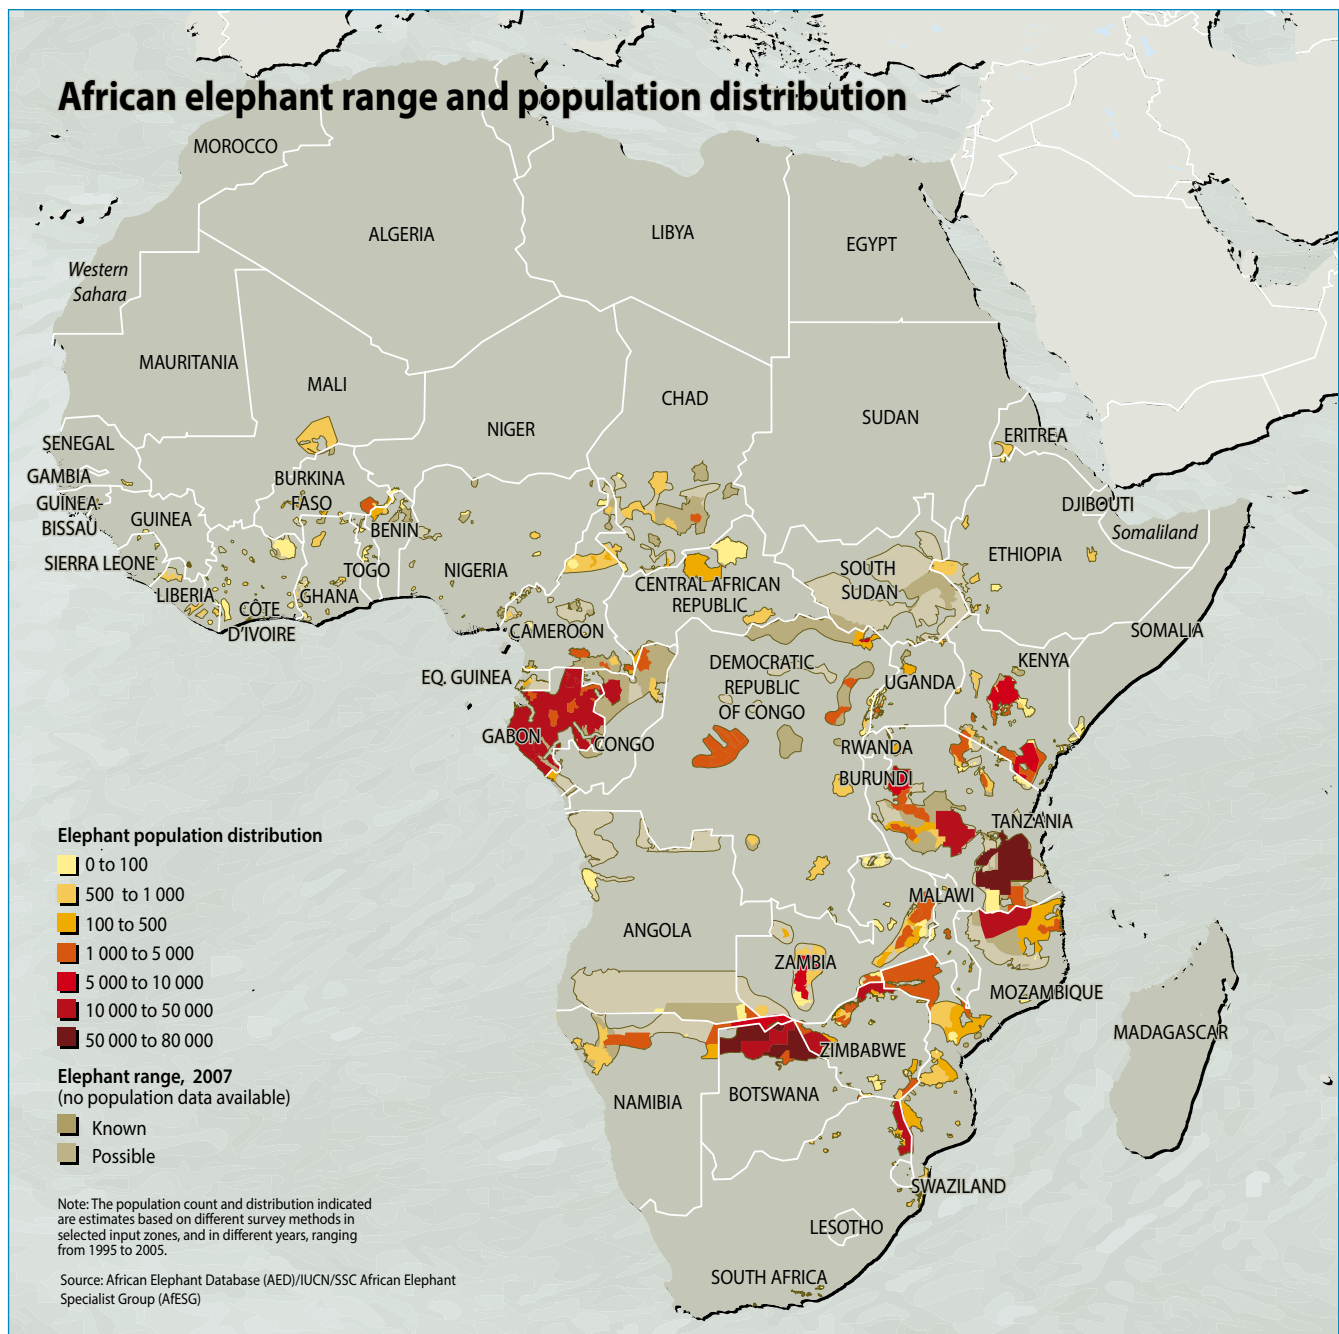 African elephant range and population distribution
MOROCCO
ALGERIA
LIBYA
EGYPT
Western
Sahara
MAURITANIA
MALI
NIGER
CHAD
SUDAN
ERITREA
SENEGAL
GAMBIA
GUINEA-
BISSAU
GUINEA
BURKINA
FASO
BENIN
DJIBOUTI
Somaliland
ETHIOPIA
SIERRA LEONE
LIBERIA
CÔTE
D'IVOIRE
GHANA
TOGO
NIGERIA
CENTRAL AFRICAN
REPUBLIC
SOUTH
SUDAN
CAMEROON
SOMALIA
EQ. GUINEA
DEMOCRATIC
REPUBLIC
OF CONGO
UGANDA
KENYA
GABON
CONGO
RWANDA
BURUNDI
TANZANIA
MALAWI
ANGOLA
ZAMBIA
MOZAMBIQUE
MADAGASCAR
ZIMBABWE
BOTSWANA
NAMIBIA
SWAZILAND
LESOTHO
SOUTH AFRICA
Elephant population distribution
0 to 100
500 to 1 000
100 to 500
1 000 to 5 000
5 000 to 10 000
10 000 to 50 000
50 000 to 80 000
Elephant range, 2007
(no population data available)
Known
Possible
Note: The population count and distribution indicated
are estimates based on different survey methods in
selected input zones, and in different years, ranging
from 1995 to 2005.
Source: African Elephant Database (AED)/IUCN/SSC African Elephant
Specialist Group (AfESG)